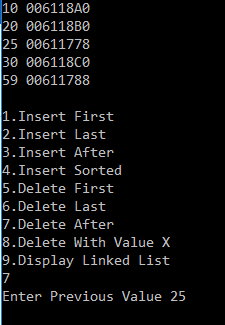 10 006118A0
20 006118B0
25 00611778
30 006118C0
59 00611788
1.Insert First
2.Insert Last
3.Insert After
4.Insert Sorted
5.Delete First
6.Delete Last
7.Delete After
8.Delete With Value X
9.Display Linked List
7
Enter Previous Value 25